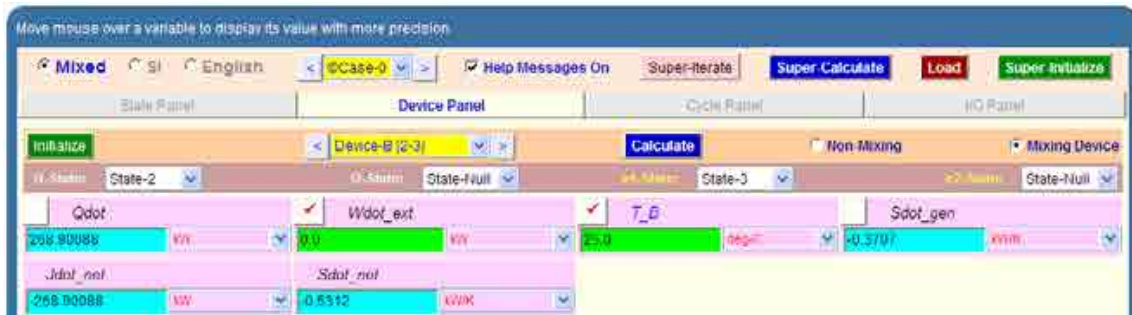 Move mouse over a variable to display its value with more precision.
Mixed SI English < ©Case-0 > Help Messages On Super-Iterate Super-Calculate Load Super-Initialize
State Panel Device Panel Cycle Panel I/O Panel
Initialize < Device-B [2-3] > Calculate Non-Mixing Mixing Device
State-2 State-Null State-3 State-Null
Qdot Wdot_ext T_B Sdot_gen
268.90088 kW 0.0 kW 25.0 deg-C kW/K
Jdot_net Sdot_net
-268.90088 kW -0.5312 kW/K